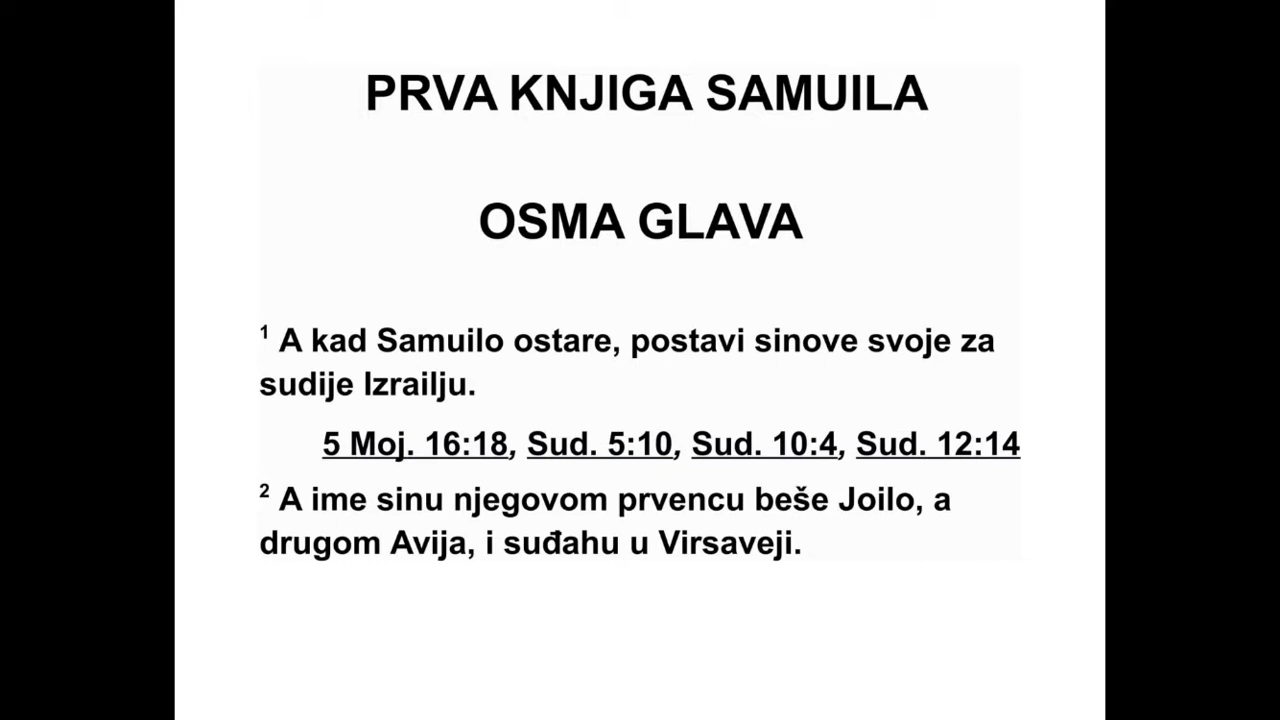 PRVA KNJIGA SAMUILA
OSMA GLAVA
1 A kad Samuilo ostare, postavi sinove svoje za
sudije Izrailju.
5 Moj. 16:18, Sud. 5:10, Sud. 10:4, Sud. 12:14
2 A ime sinu njegovom prvencu beše Joilo, a
drugom Avija, i suđahu u Virsaveji.